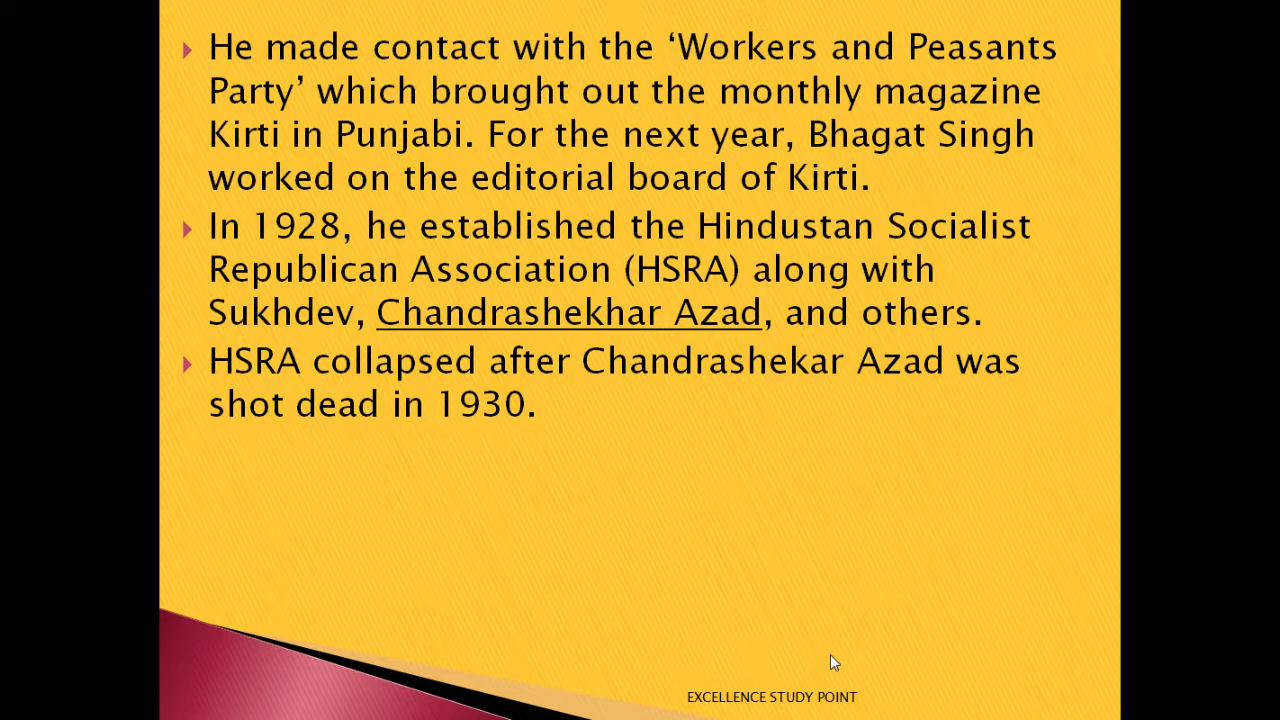 He made contact with the ‘Workers and Peasants
Party’ which brought out the monthly magazine
Kirti in Punjabi. For the next year, Bhagat Singh
worked on the editorial board of Kirti.
In 1928, he established the Hindustan Socialist
Republican Association (HSRA) along with
Sukhdev, Chandrashekhar Azad, and others.
HSRA collapsed after Chandrashekar Azad was
shot dead in 1930.
EXCELLENCE STUDY POINT